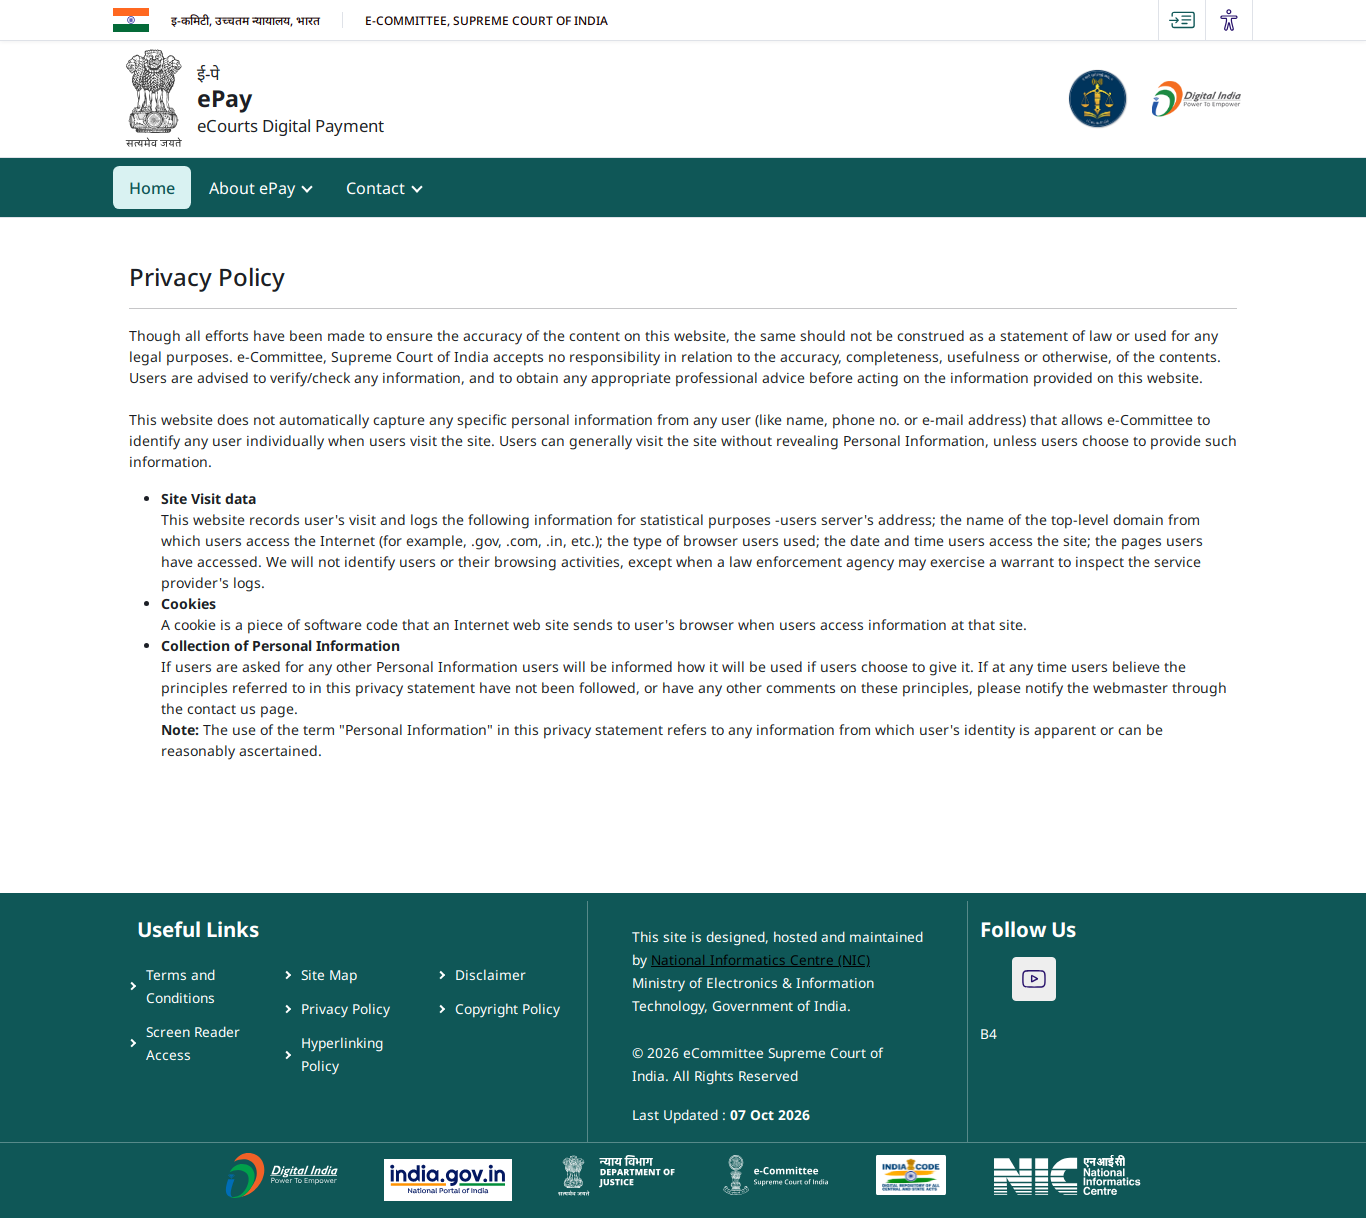 इ-कमिटी, उच्चतम न्यायालय, भारत
E-COMMITTEE, SUPREME COURT OF INDIA
ई-पे
ePay
eCourts Digital Payment
सत्यमेव जयते
Digital India
Power To Empower
Home
About ePay
Contact
Privacy Policy
Though all efforts have been made to ensure the accuracy of the content on this website, the same should not be construed as a statement of law or used for any
legal purposes. e-Committee, Supreme Court of India accepts no responsibility in relation to the accuracy, completeness, usefulness or otherwise, of the contents.
Users are advised to verify/check any information, and to obtain any appropriate professional advice before acting on the information provided on this website.
This website does not automatically capture any specific personal information from any user (like name, phone no. or e-mail address) that allows e-Committee to
identify any user individually when users visit the site. Users can generally visit the site without revealing Personal Information, unless users choose to provide such
information.
• Site Visit data
This website records user's visit and logs the following information for statistical purposes -users server's address; the name of the top-level domain from
which users access the Internet (for example, .gov, .com, .in, etc.); the type of browser users used; the date and time users access the site; the pages users
have accessed. We will not identify users or their browsing activities, except when a law enforcement agency may exercise a warrant to inspect the service
provider's logs.
• Cookies
A cookie is a piece of software code that an Internet web site sends to user's browser when users access information at that site.
• Collection of Personal Information
If users are asked for any other Personal Information users will be informed how it will be used if users choose to give it. If at any time users believe the
principles referred to in this privacy statement have not been followed, or have any other comments on these principles, please notify the webmaster through
the contact us page.
Note: The use of the term "Personal Information" in this privacy statement refers to any information from which user's identity is apparent or can be
reasonably ascertained.
Useful Links
Terms and
Conditions
Screen Reader
Access
Site Map
Privacy Policy
Hyperlinking
Policy
Disclaimer
Copyright Policy
This site is designed, hosted and maintained
by National Informatics Centre (NIC)
Ministry of Electronics & Information
Technology, Government of India.
© 2026 eCommittee Supreme Court of
India. All Rights Reserved
Last Updated : 07 Oct 2026
Follow Us
B4
Digital India
Power To Empower
india.gov.in
National Portal of India
सत्यमेव जयते
न्याय विभाग
DEPARTMENT OF
JUSTICE
e-Committee
Supreme Court of India
INDIA CODE
DIGITAL REPOSITORY OF ALL
CENTRAL AND STATE ACTS
NIC
एनआईसी
National
Informatics
Centre